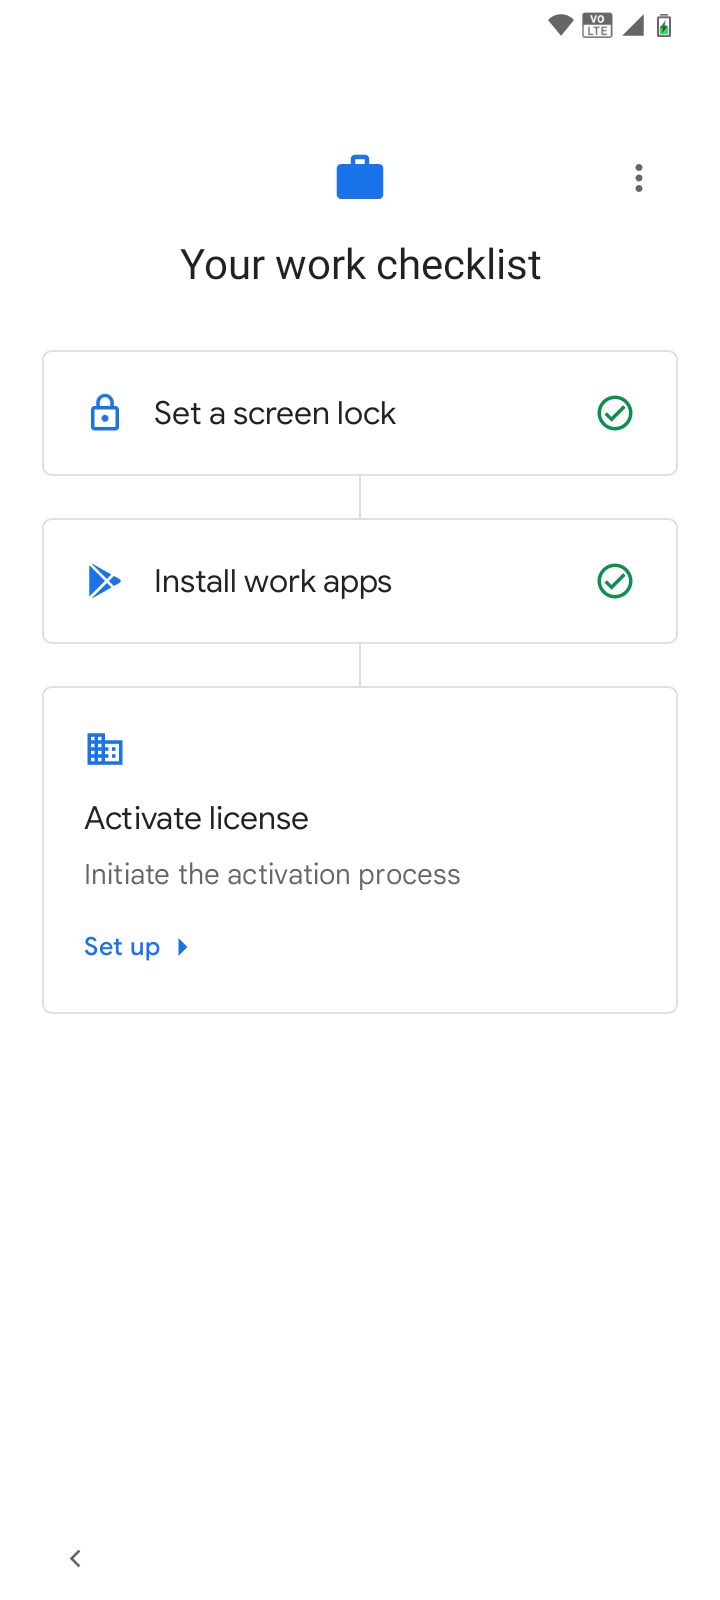 VO
LTE
Your work checklist
Set a screen lock
Install work apps
Activate license
Initiate the activation process
Set up